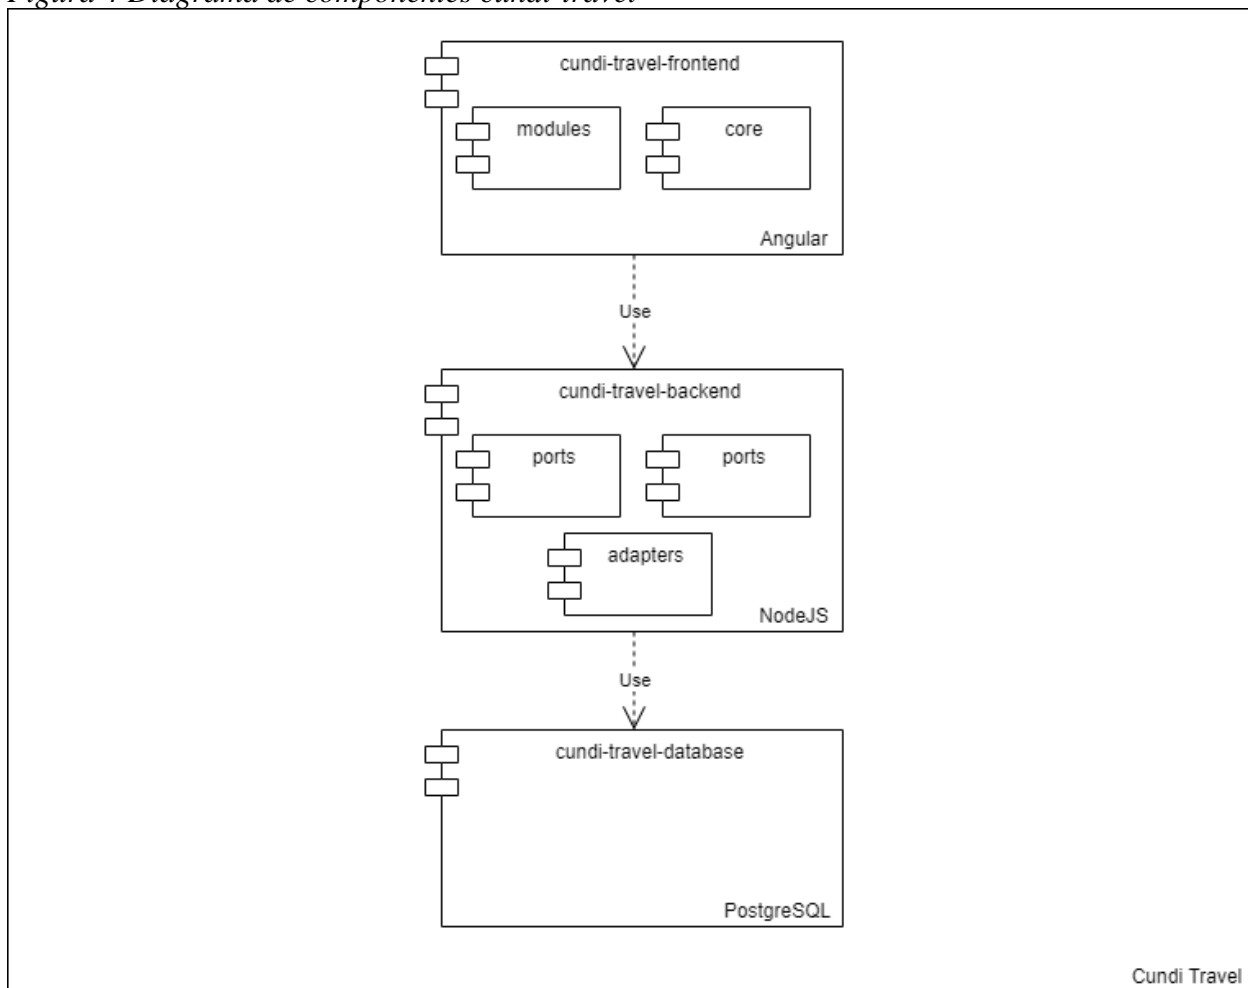 Figura 4 Diagrama de componentes cundi-travel
cundi-travel-frontend
modules core
Angular
Use
cundi-travel-backend
ports ports
adapters
NodeJS
Use
cundi-travel-database
PostgreSQL
Cundi Travel